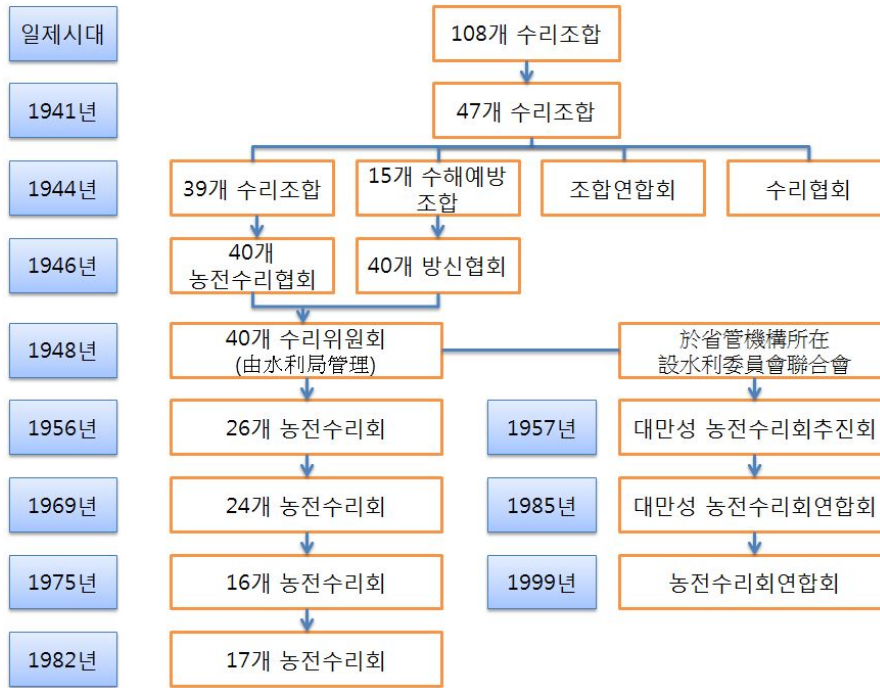 일제시대
108개 수리조합
1941년
47개 수리조합
1944년
39개 수리조합
15개 수해예방
조합
조합연합회
수리협회
1946년
40개
농전수리협회
40개 방신협회
1948년
40개 수리위원회
(由水利局管理)
於省管機構所在
設水利委員會聯合會
1956년
26개 농전수리회
1957년
대만성 농전수리회추진회
1969년
24개 농전수리회
1985년
대만성 농전수리회연합회
1975년
16개 농전수리회
1999년
농전수리회연합회
1982년
17개 농전수리회